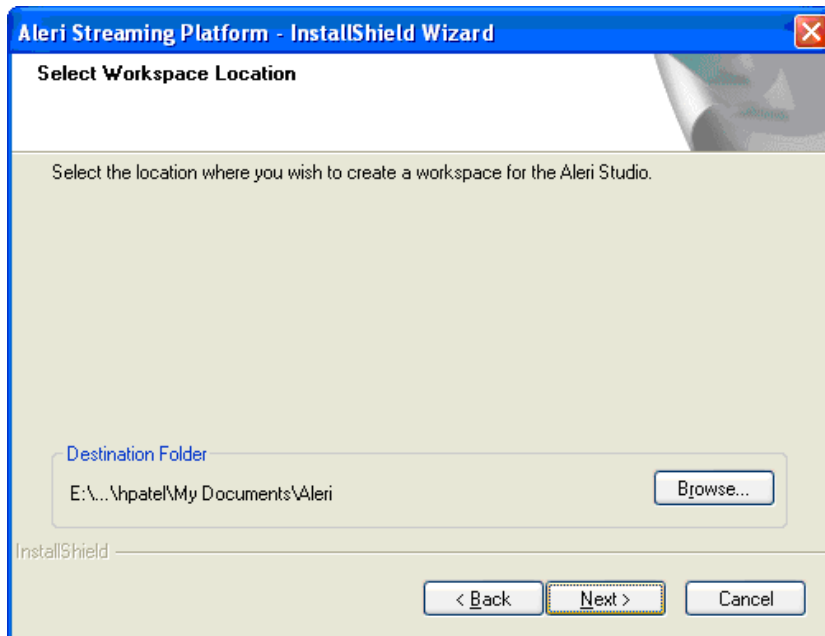 Aleri Streaming Platform - InstallShield Wizard
Select Workspace Location
Select the location where you wish to create a workspace for the Aleri Studio.
Destination Folder
E:\...\hpatel\My Documents\Aleri
Browse...
InstallShield
< Back
Next >
Cancel